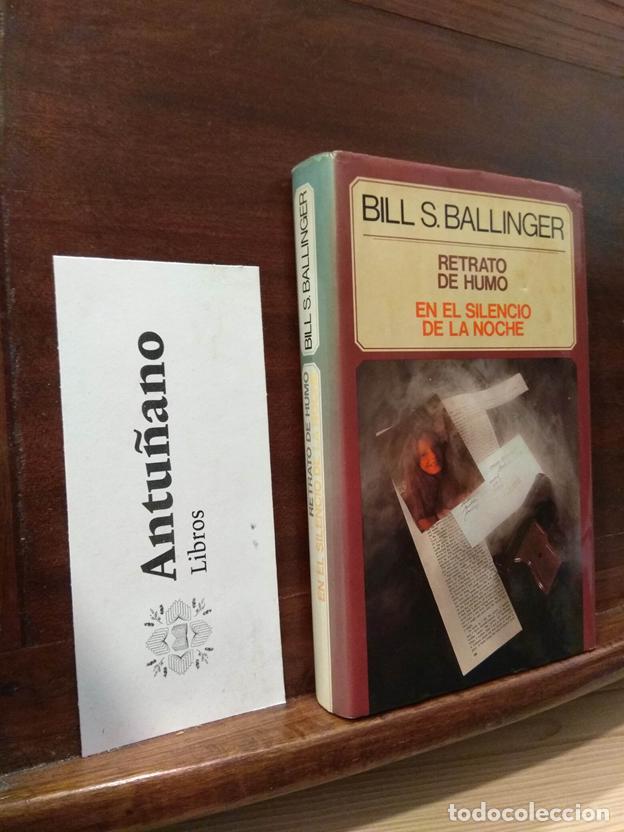 Antuñano
Libros
BILL S. BALLINGER
RETRATO DE HUMO
EN EL SILENCIO DE LA NOCHE
BILL S. BALLINGER
RETRATO
DE HUMO
EN EL SILENCIO
DE LA NOCHE
todocoleccion